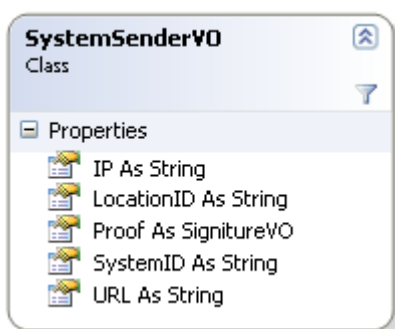 SystemSenderVO
Class
Properties
IP As String
LocationID As String
Proof As SignitureVO
SystemID As String
URL As String